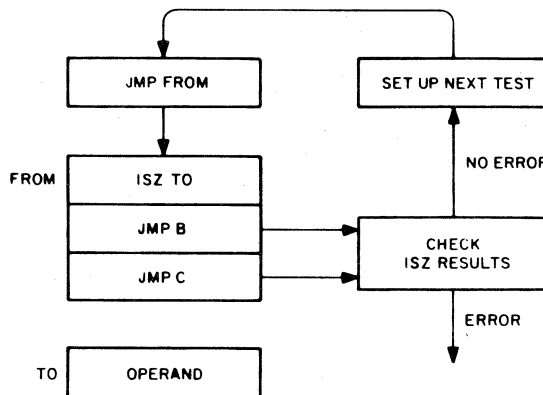 JMP FROM
SET UP NEXT TEST
FROM
ISZ TO
JMP B
JMP C
NO ERROR
CHECK
ISZ RESULTS
ERROR
TO
OPERAND